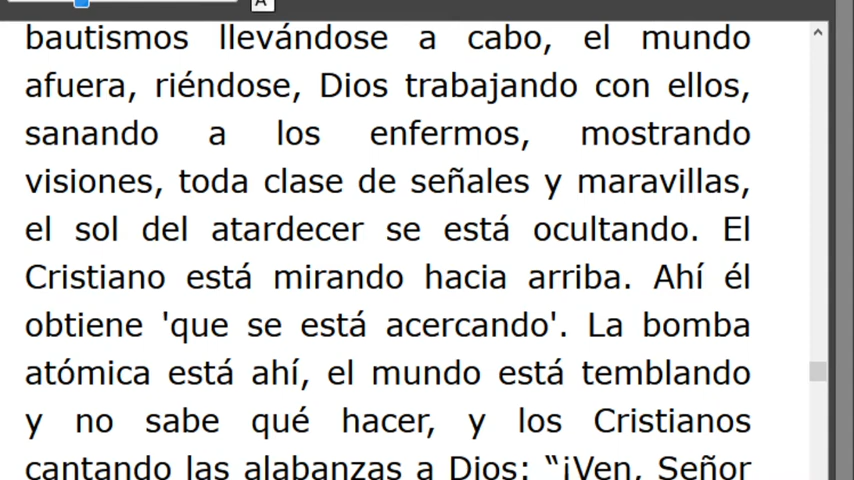 A
bautismos llevándose a cabo, el mundo
afuera, riéndose, Dios trabajando con ellos,
sanando a los enfermos, mostrando
visiones, toda clase de señales y maravillas,
el sol del atardecer se está ocultando. El
Cristiano está mirando hacia arriba. Ahí él
obtiene 'que se está acercando'. La bomba
atómica está ahí, el mundo está temblando
y no sabe qué hacer, y los Cristianos
cantando las alabanzas a Dios: “¡Ven, Señor